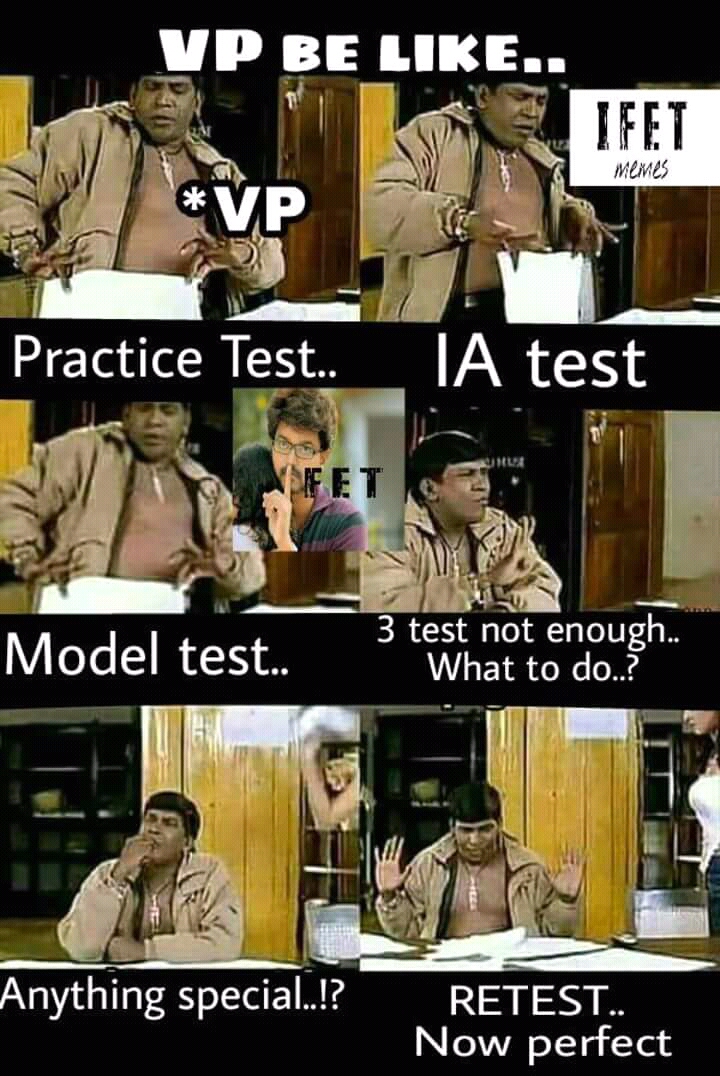 VP BE LIKE..
IFET
memes
*VP
Practice Test..
IA test
FET
Model test..
3 test not enough..
What to do..?
Anything special..!?
RETEST..
Now perfect